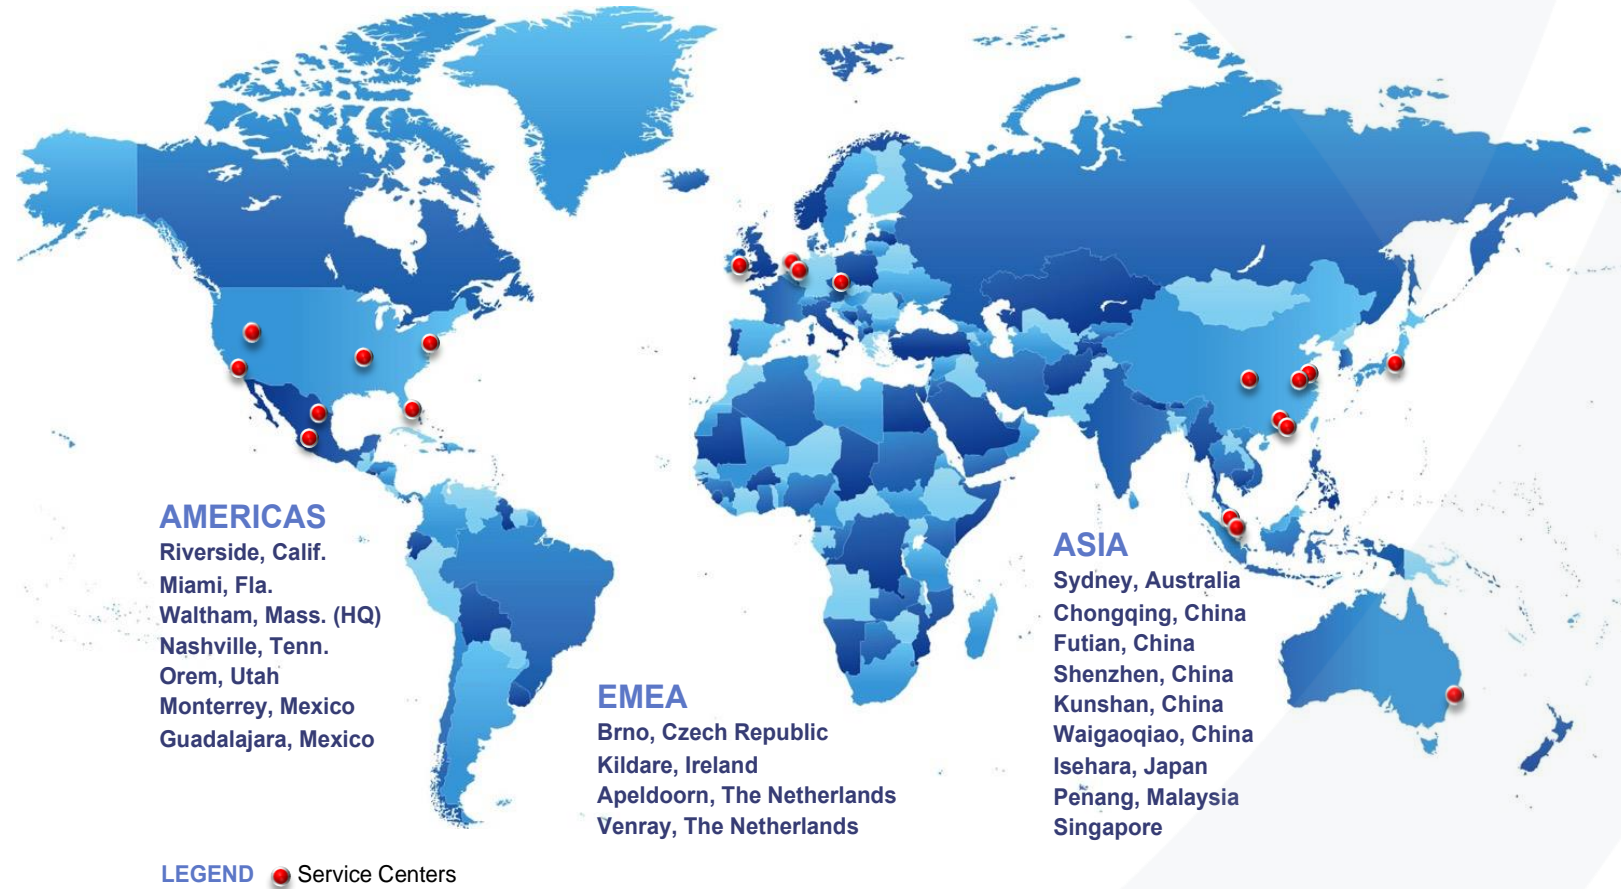 AMERICAS
Riverside, Calif.
Miami, Fla.
Waltham, Mass. (HQ)
Nashville, Tenn.
Orem, Utah
Monterrey, Mexico
Guadalajara, Mexico
EMEA
Brno, Czech Republic
Kildare, Ireland
Apeldoorn, The Netherlands
Venray, The Netherlands
ASIA
Sydney, Australia
Chongqing, China
Futian, China
Shenzhen, China
Kunshan, China
Waigaoqiao, China
Isehara, Japan
Penang, Malaysia
Singapore
LEGEND Service Centers